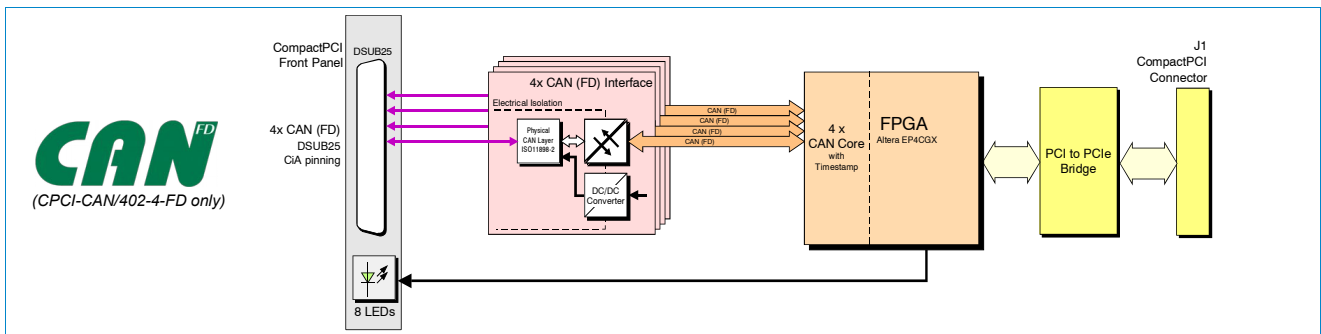 CAN FD
(CPCI-CAN/402-4-FD only)
CompactPCI
Front Panel
4x CAN (FD)
DSUB25
CiA pinning
DSUB25
8 LEDs
4x CAN (FD) Interface
Electrical Isolation
Physical
CAN Layer
ISO11898-2
DC/DC
Converter
CAN (FD)
CAN (FD)
CAN (FD)
CAN (FD)
4 x
CAN Core
with
Timestamp
FPGA
Altera EP4CGX
PCI to PCIe
Bridge
J1
CompactPCI
Connector